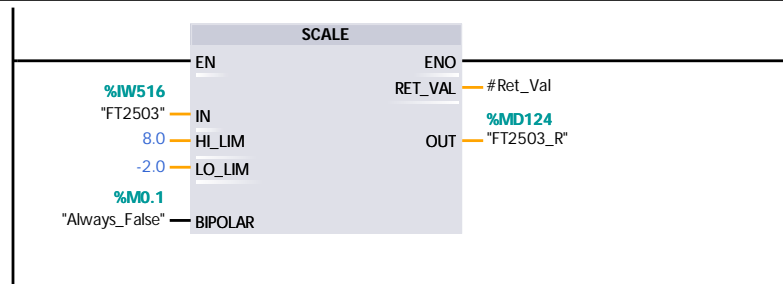 SCALE
EN ENO
%IW516 RET_VAL #Ret_Val
"FT2503" IN %MD124
8.0 HI_LIM OUT "FT2503_R"
-2.0 LO_LIM
%M0.1
"Always_False" BIPOLAR